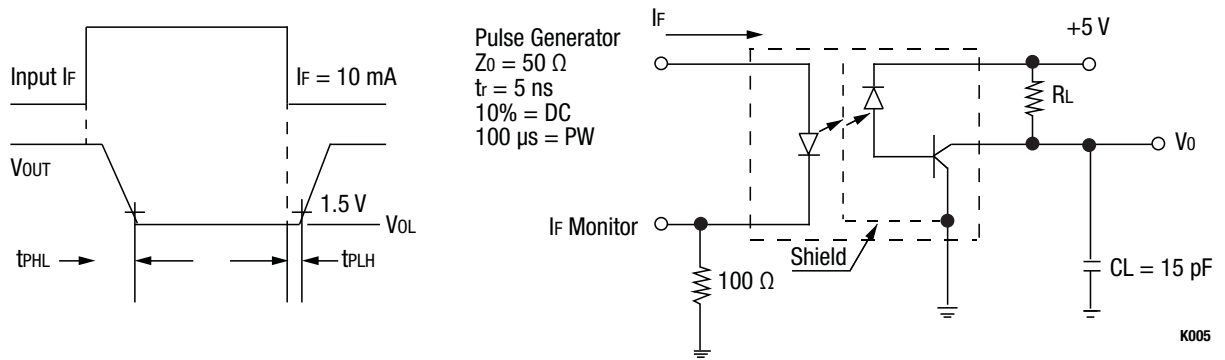 Input IF
IF = 10 mA
VOUT
1.5 V
VOL
tPHL
tPLH
Pulse Generator
Z0 = 50 Ω
tr = 5 ns
10% = DC
100 μs = PW
IF
+5 V
RL
V0
IF Monitor
Shield
100 Ω
CL = 15 pF
K005